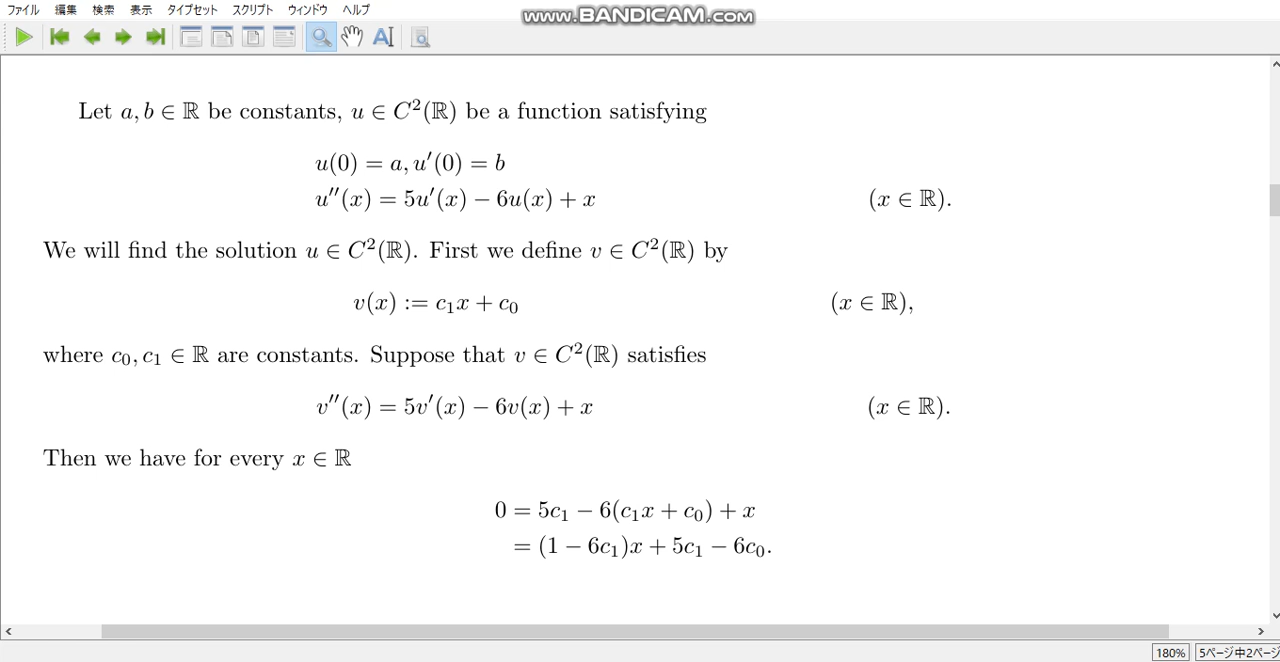 ファイル 編集 検索 表示 タイプセット スクリプト ウィンドウ ヘルプ
www.BANDICAM.com
Let a, b ∈ ℝ be constants, u ∈ C²(ℝ) be a function satisfying
u(0) = a, u′(0) = b
u″(x) = 5u′(x) − 6u(x) + x (x ∈ ℝ).
We will find the solution u ∈ C²(ℝ). First we define v ∈ C²(ℝ) by
v(x) := c₁x + c₀ (x ∈ ℝ),
where c₀, c₁ ∈ ℝ are constants. Suppose that v ∈ C²(ℝ) satisfies
v″(x) = 5v′(x) − 6v(x) + x (x ∈ ℝ).
Then we have for every x ∈ ℝ
0 = 5c₁ − 6(c₁x + c₀) + x
= (1 − 6c₁)x + 5c₁ − 6c₀.
180% 5ページ中2ページ